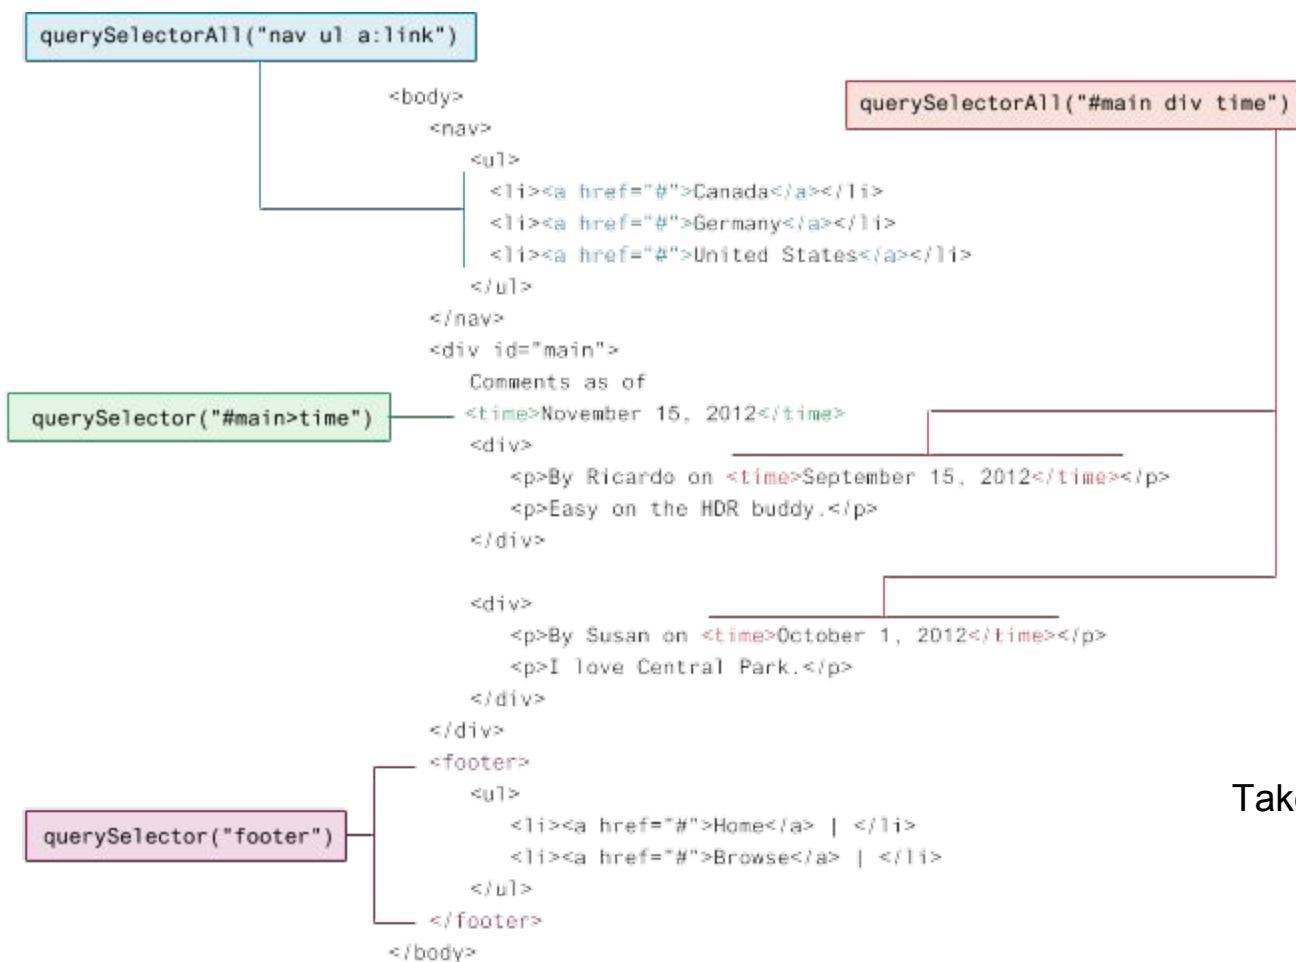 querySelectorAll("nav ul a:link")
querySelectorAll("#main div time")
<body>
<nav>
<ul>
<li><a href="#">Canada</a></li>
<li><a href="#">Germany</a></li>
<li><a href="#">United States</a></li>
</ul>
</nav>
<div id="main">
Comments as of
querySelector("#main>time")
<time>November 15, 2012</time>
<div>
<p>By Ricardo on <time>September 15, 2012</time></p>
<p>Easy on the HDR buddy.</p>
</div>
<div>
<p>By Susan on <time>October 1, 2012</time></p>
<p>I love Central Park.</p>
</div>
</div>
<footer>
<ul>
<li><a href="#">Home</a> | </li>
<li><a href="#">Browse</a> | </li>
</ul>
</footer>
</body>
querySelector("footer")